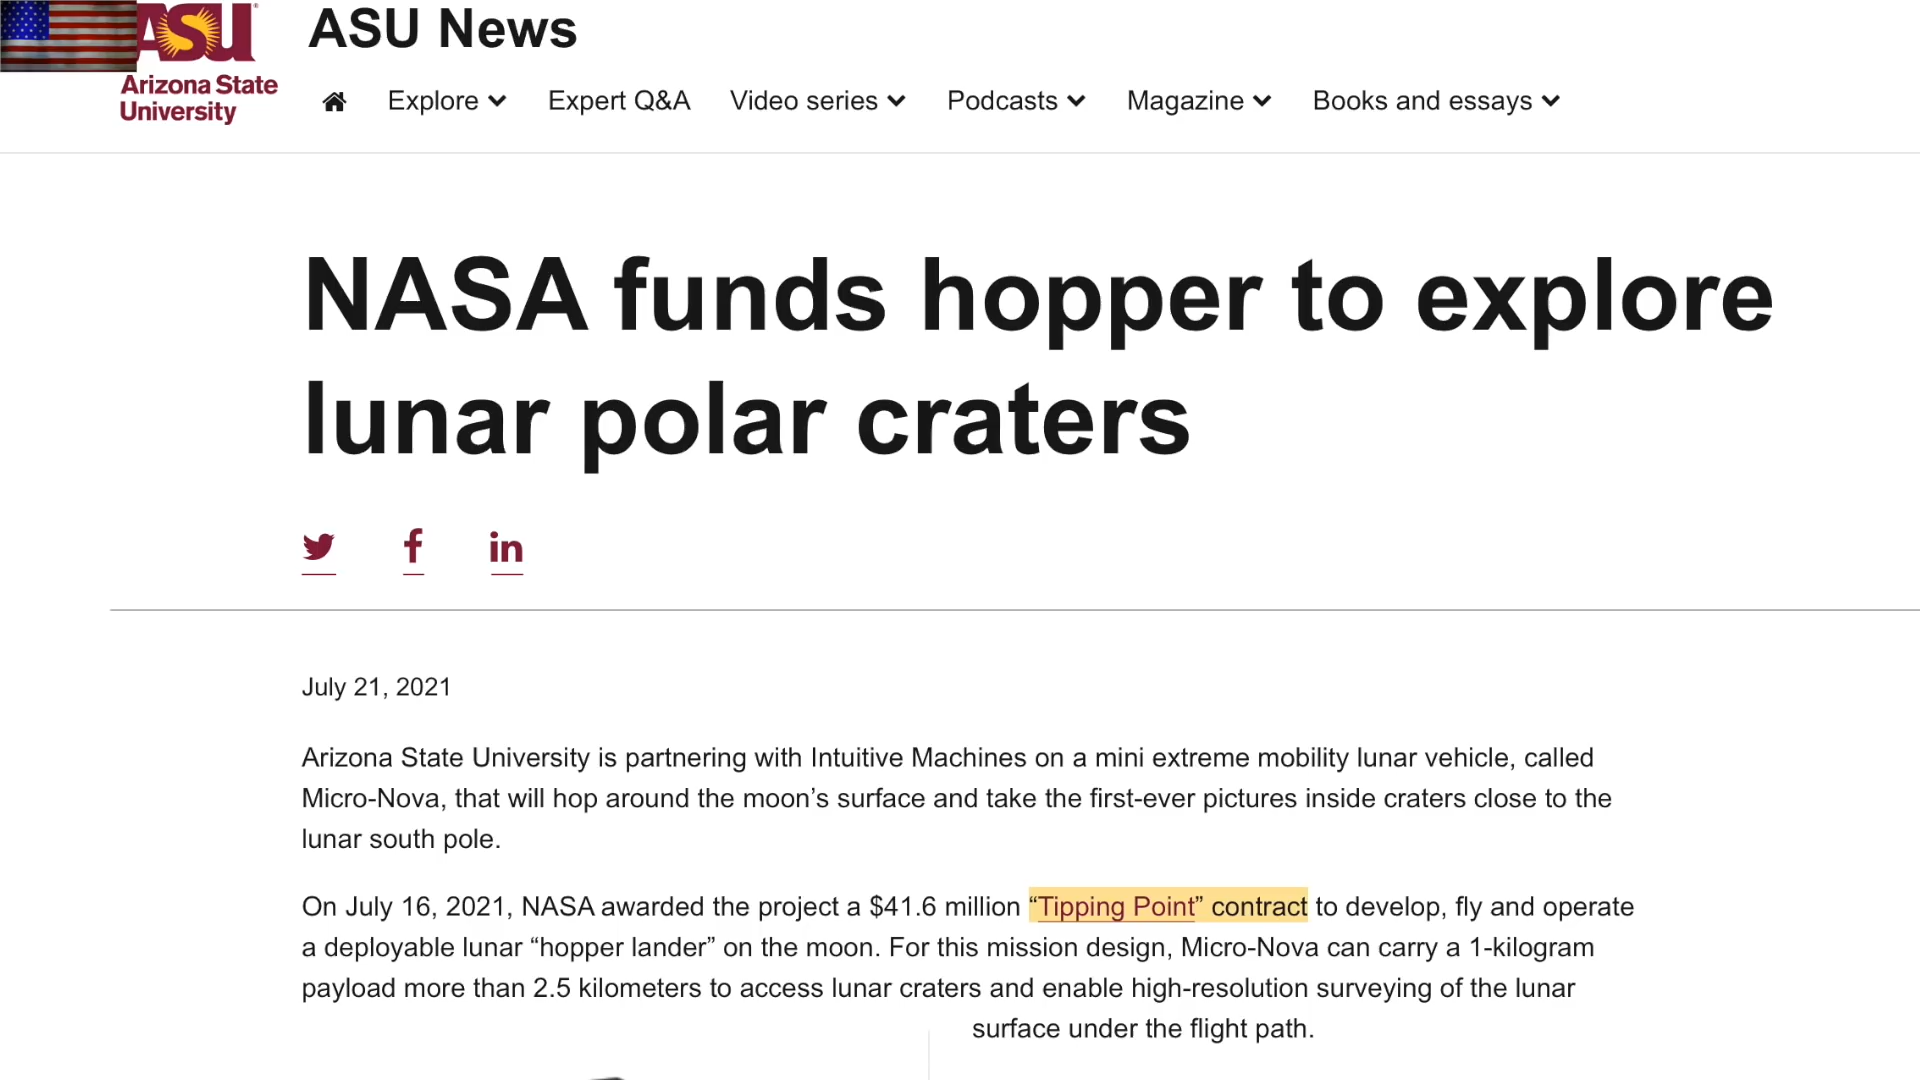 ASU
Arizona State
University
ASU News
Explore
Expert Q&A
Video series
Podcasts
Magazine
Books and essays
NASA funds hopper to explore
lunar polar craters
July 21, 2021
Arizona State University is partnering with Intuitive Machines on a mini extreme mobility lunar vehicle, called
Micro-Nova, that will hop around the moon’s surface and take the first-ever pictures inside craters close to the
lunar south pole.
On July 16, 2021, NASA awarded the project a $41.6 million “Tipping Point” contract to develop, fly and operate
a deployable lunar “hopper lander” on the moon. For this mission design, Micro-Nova can carry a 1-kilogram
payload more than 2.5 kilometers to access lunar craters and enable high-resolution surveying of the lunar
surface under the flight path.